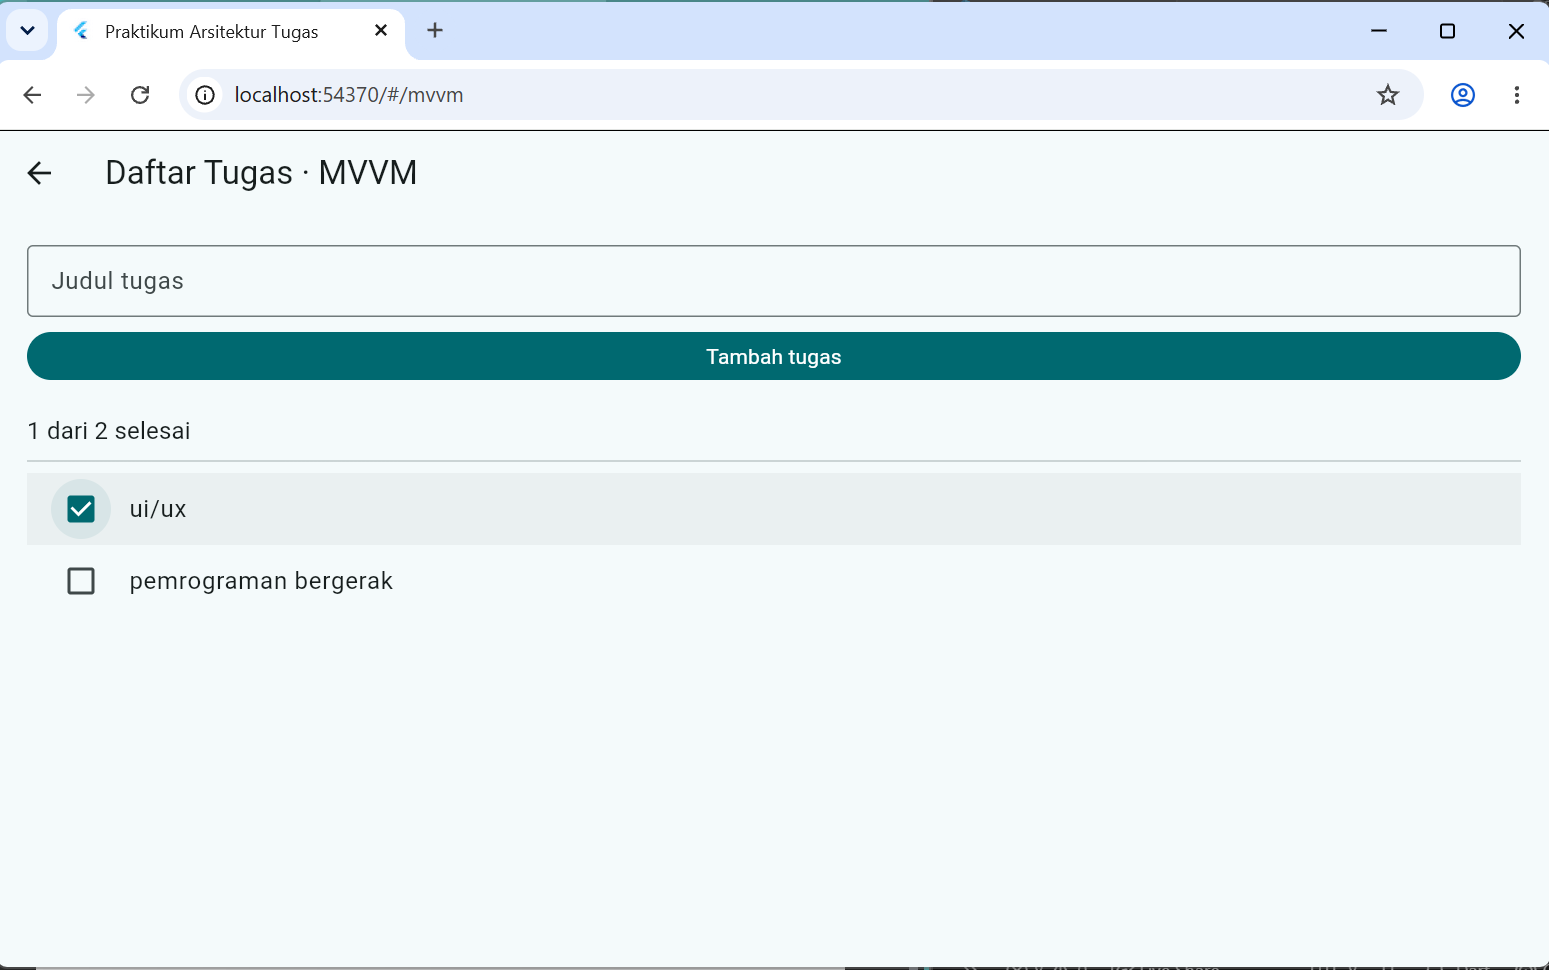 Praktikum Arsitektur Tugas
localhost:54370/#/mvvm
Daftar Tugas · MVVM
Judul tugas
Tambah tugas
1 dari 2 selesai
ui/ux
pemrograman bergerak